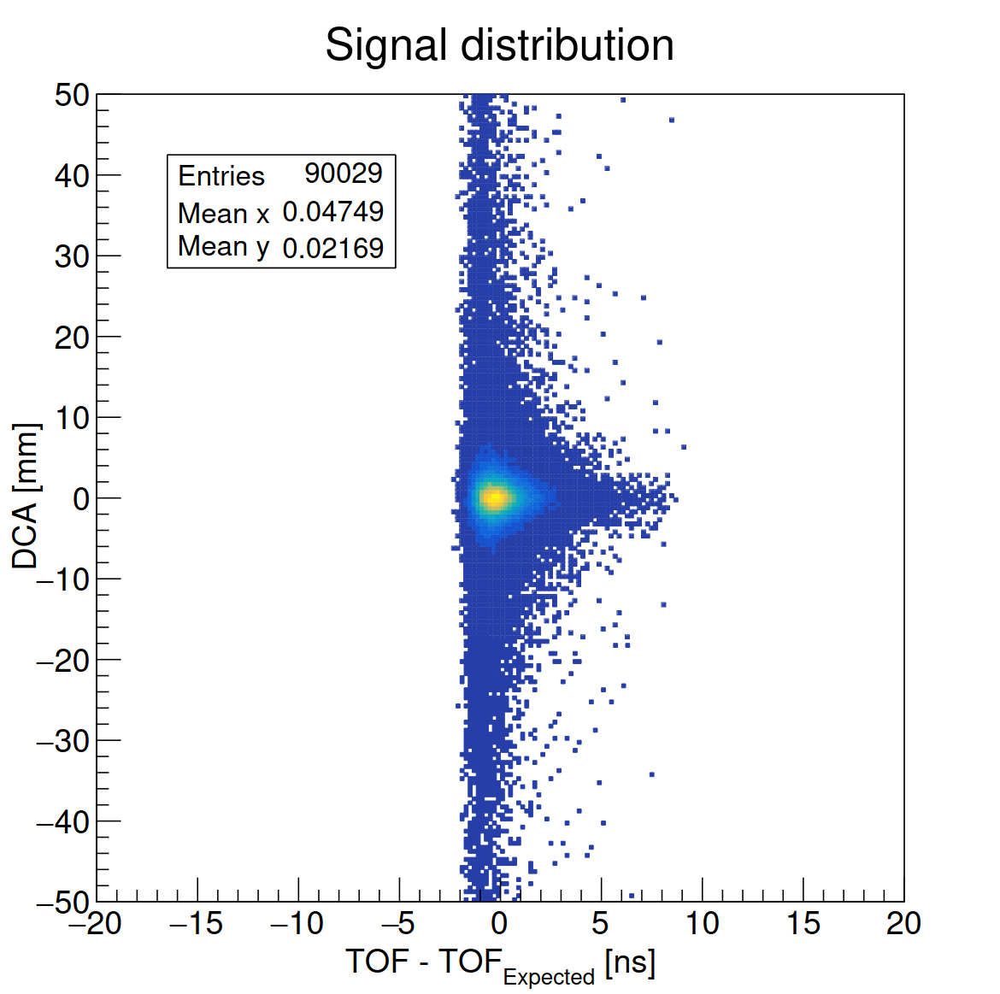 Signal distribution
50
40
30
20
10
0
−10
−20
−30
−40
−50
DCA [mm]
Entries 90029
Mean x 0.04749
Mean y 0.02169
−20 −15 −10 −5 0 5 10 15 20
TOF - TOFExpected [ns]